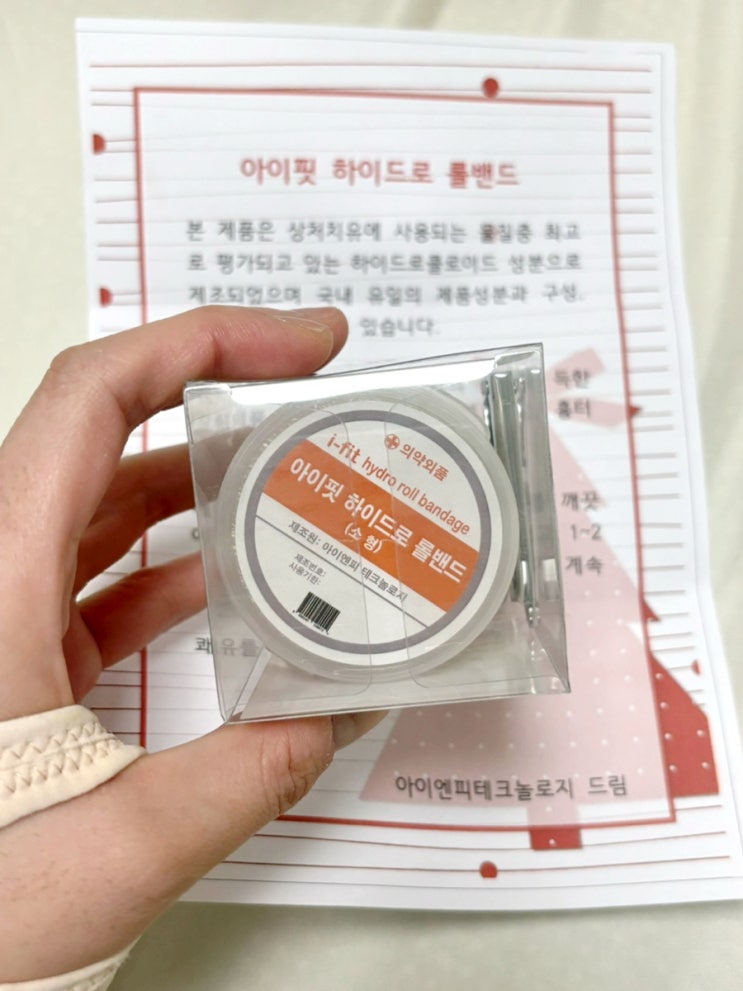 아이핏 하이드로 롤밴드
본 제품은 상처치유에 사용되는 물질중 최고
로 평가되고 있는 하이드로콜로이드 성분으로
제조되었으며 국내 유일의 제품성분과 구성.
있습니다.
독한
흉터
깨끗
1~2
계속
쾌유를
아이엔피테크놀로지 드림
의약외품
i-fit hydro roll bandage
아이핏 하이드로 롤밴드
(소형)
제조원: 아이엔피 테크놀로지
제조번호:
사용기한: